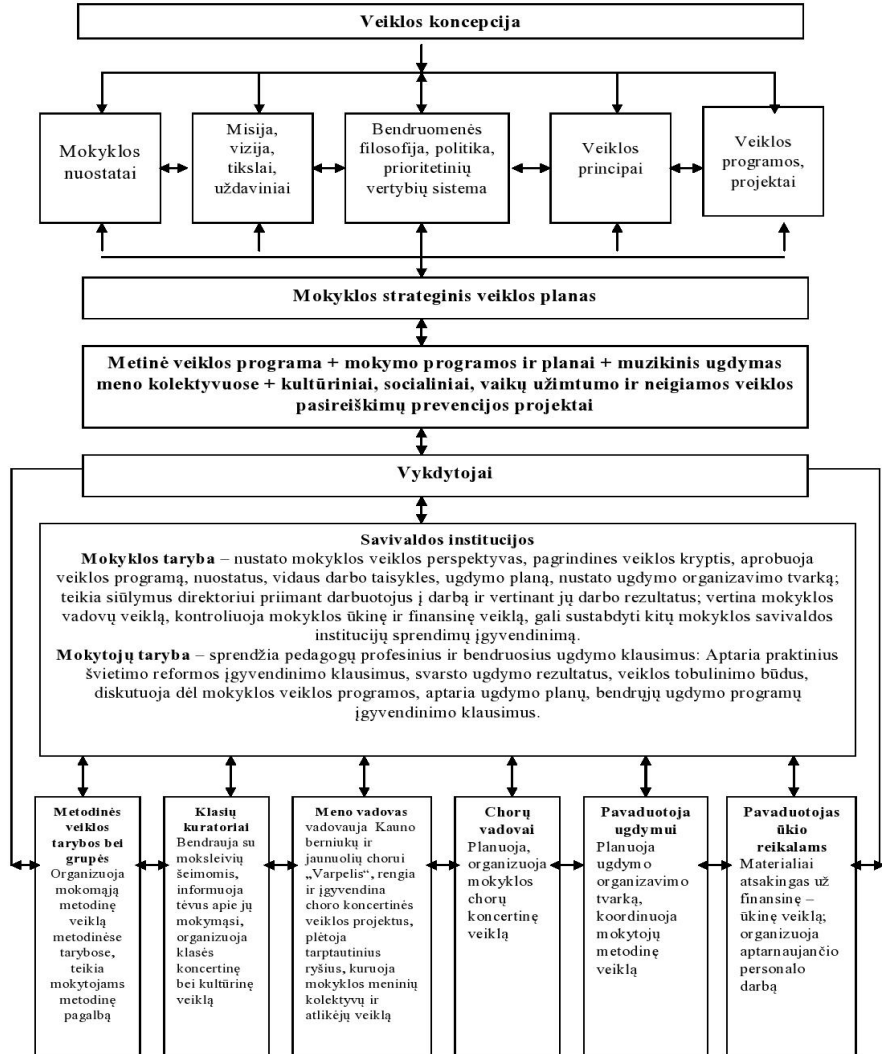 Veiklos koncepcija
Mokyklos
nuostatai
Misija,
vizija,
tikslai,
uždaviniai
Bendruomenės
filosofija, politika,
prioritetinių
vertybių sistema
Veiklos
principai
Veiklos
programos,
projektai
Mokyklos strateginis veiklos planas
Metinė veiklos programa + mokymo programos ir planai + muzikinis ugdymas
meno kolektyvuose + kultūriniai, socialiniai, vaikų užimtumo ir neigiamos veiklos
pasireiškimų prevencijos projektai
Vykdytojai
Savivaldos institucijos
Mokyklos taryba – nustato mokyklos veiklos perspektyvas, pagrindines veiklos kryptis, aprobuoja
veiklos programą, nuostatus, vidaus darbo taisykles, ugdymo planą, nustato ugdymo organizavimo tvarką;
teikia siūlymus direktoriui priimant darbuotojus į darbą ir vertinant jų darbo rezultatus; vertina mokyklos
vadovų veiklą, kontroliuoja mokyklos ūkinę ir finansinę veiklą, gali sustabdyti kitų mokyklos savivaldos
institucijų sprendimų įgyvendinimą.
Mokytojų taryba – sprendžia pedagogų profesinius ir bendruosius ugdymo klausimus: Aptaria praktinius
švietimo reformos įgyvendinimo klausimus, svarsto ugdymo rezultatus, veiklos tobulinimo būdus,
diskutuoja dėl mokyklos veiklos programos, aptaria ugdymo planų, bendrųjų ugdymo programų
įgyvendinimo klausimus.
Metodinės
veiklos
tarybos bei
grupės
Organizuoja
mokomąją
metodinę
veiklą
metodinėse
tarybose,
teikia
mokytojams
metodinę
pagalbą
Klasių
kuratoriai
Bendrauja su
moksleivių
šeimomis,
informuoja
tėvus apie jų
mokymąsi,
organizuoja
klasės
koncertinę
bei kultūrinę
veiklą
Meno vadovas
vadovauja Kauno
berniukų ir
jaunuolių chorui
„Varpelis“, rengia
ir įgyvendina
choro koncertinės
veiklos projektus,
plėtoja
tarptautinius
ryšius, kuruoja
mokyklos meninių
kolektyvų ir
atlikėjų veiklą
Chorų
vadovai
Planuoja,
organizuoja
mokyklos
chorų
koncertinę
veiklą
Pavaduotoja
ugdymui
Planuoja
ugdymo
organizavimo
tvarką,
koordinuoja
mokytojų
metodinę
veiklą
Pavaduotojas
ūkio
reikalams
Materialiai
atsakingas už
finansinę –
ūkinę veiklą;
organizuoja
aptarnaujančio
personalo
darbą